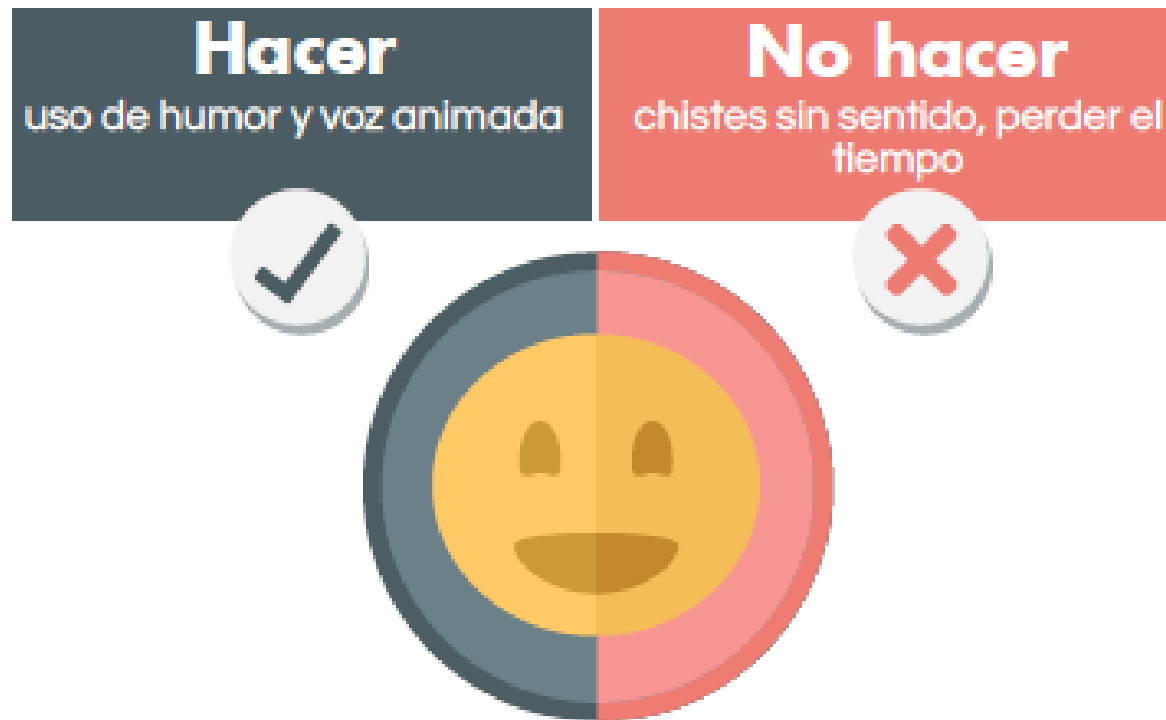 Hacer
uso de humor y voz animada
No hacer
chistes sin sentido, perder el
tiempo